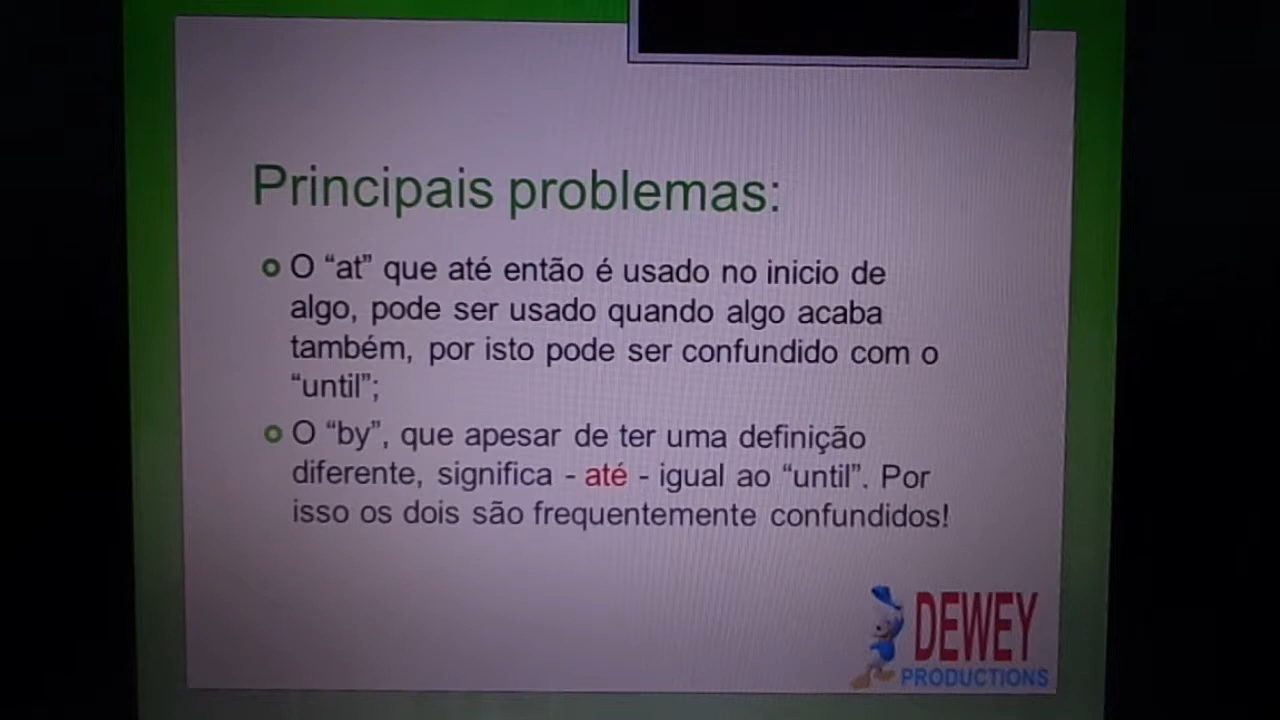 Principais problemas:
O “at” que até então é usado no inicio de
algo, pode ser usado quando algo acaba
também, por isto pode ser confundido com o
“until”;
O “by”, que apesar de ter uma definição
diferente, significa - até - igual ao “until”. Por
isso os dois são frequentemente confundidos!
DEWEY
PRODUCTIONS